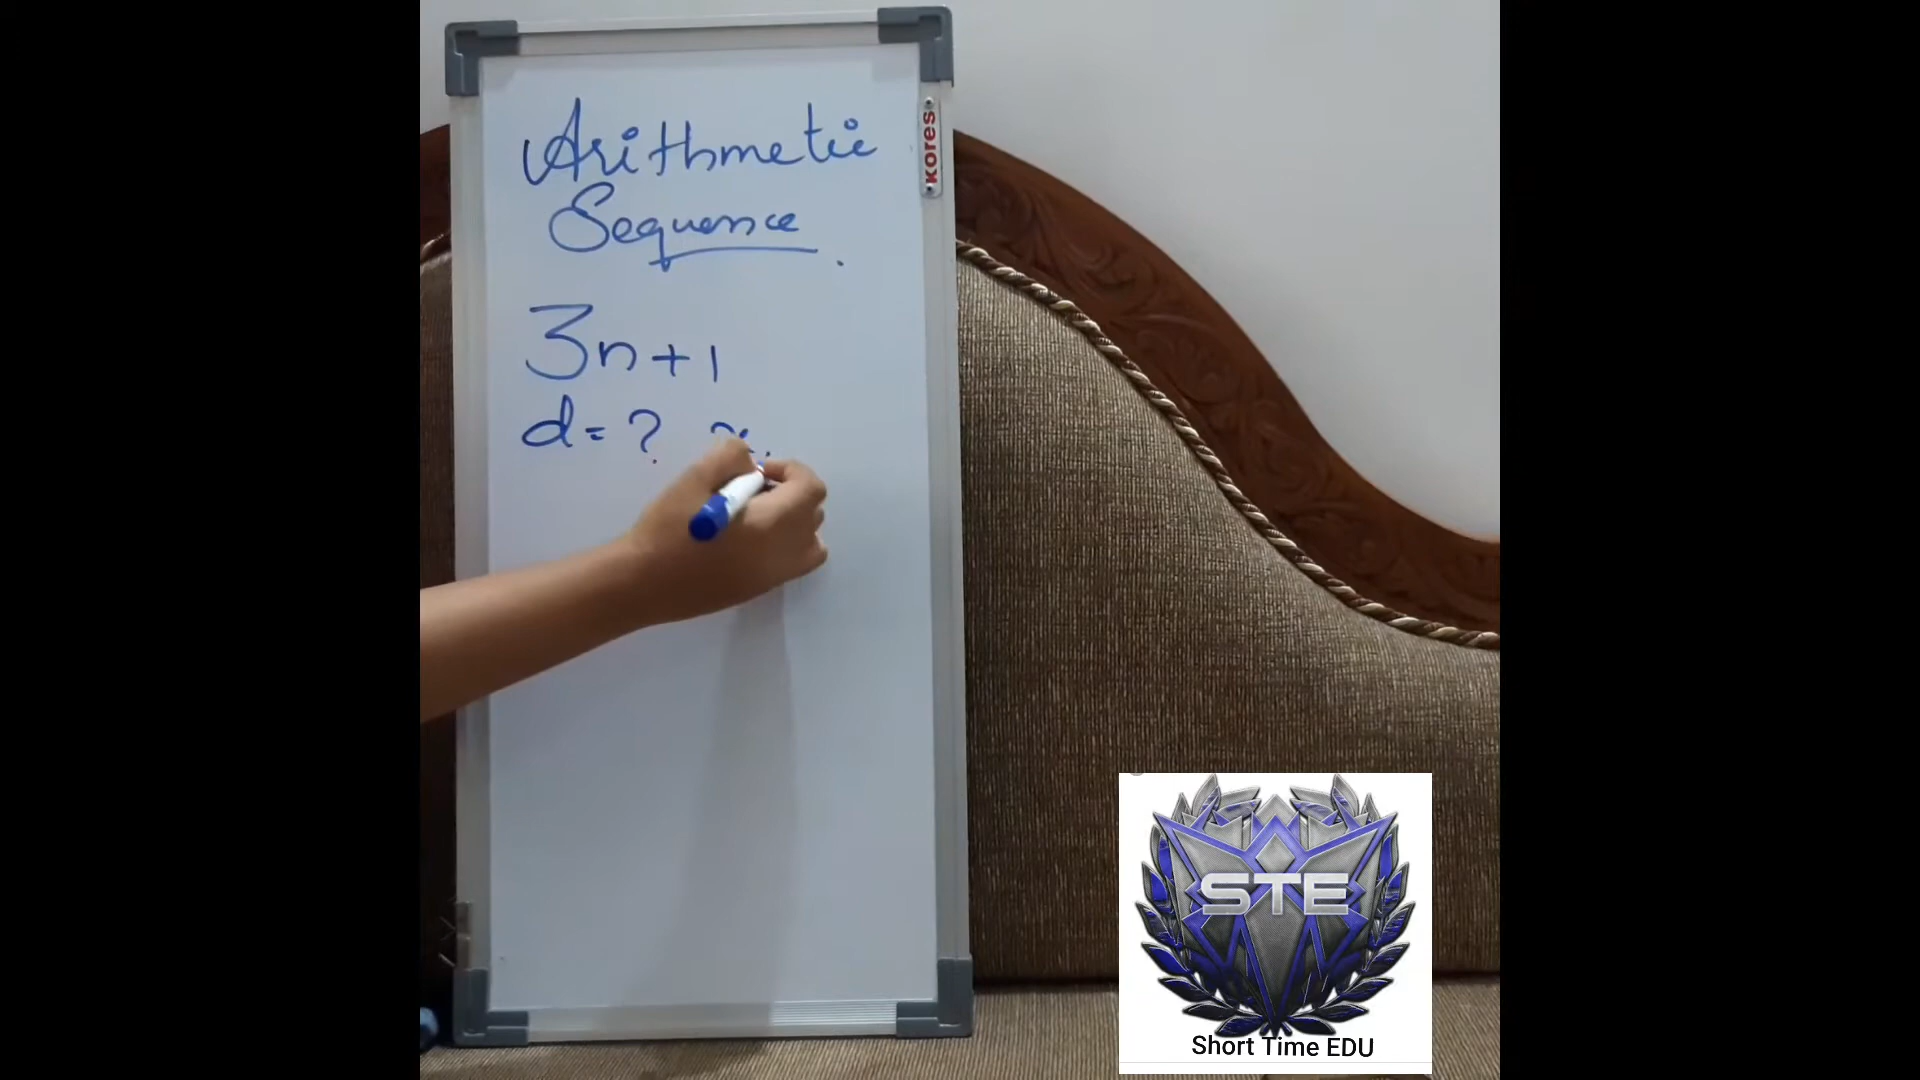 Arithmetic
Sequence
3n+1
d=?
kores
STE
Short Time EDU